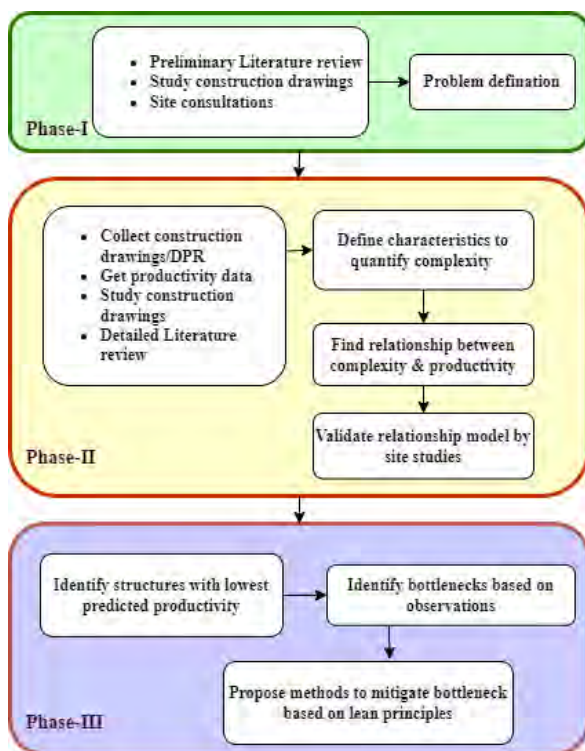 Preliminary Literature review
Study construction drawings
Site consultations
Problem defination
Phase-I
Collect construction
drawings/DPR
Get productivity data
Study construction
drawings
Detailed Literature
review
Define characteristics to
quantify complexity
Find relationship between
complexity & productivity
Validate relationship model by
site studies
Phase-II
Identify structures with lowest
predicted productivity
Identify bottlenecks based on
observations
Propose methods to mitigate bottleneck
based on lean principles
Phase-III